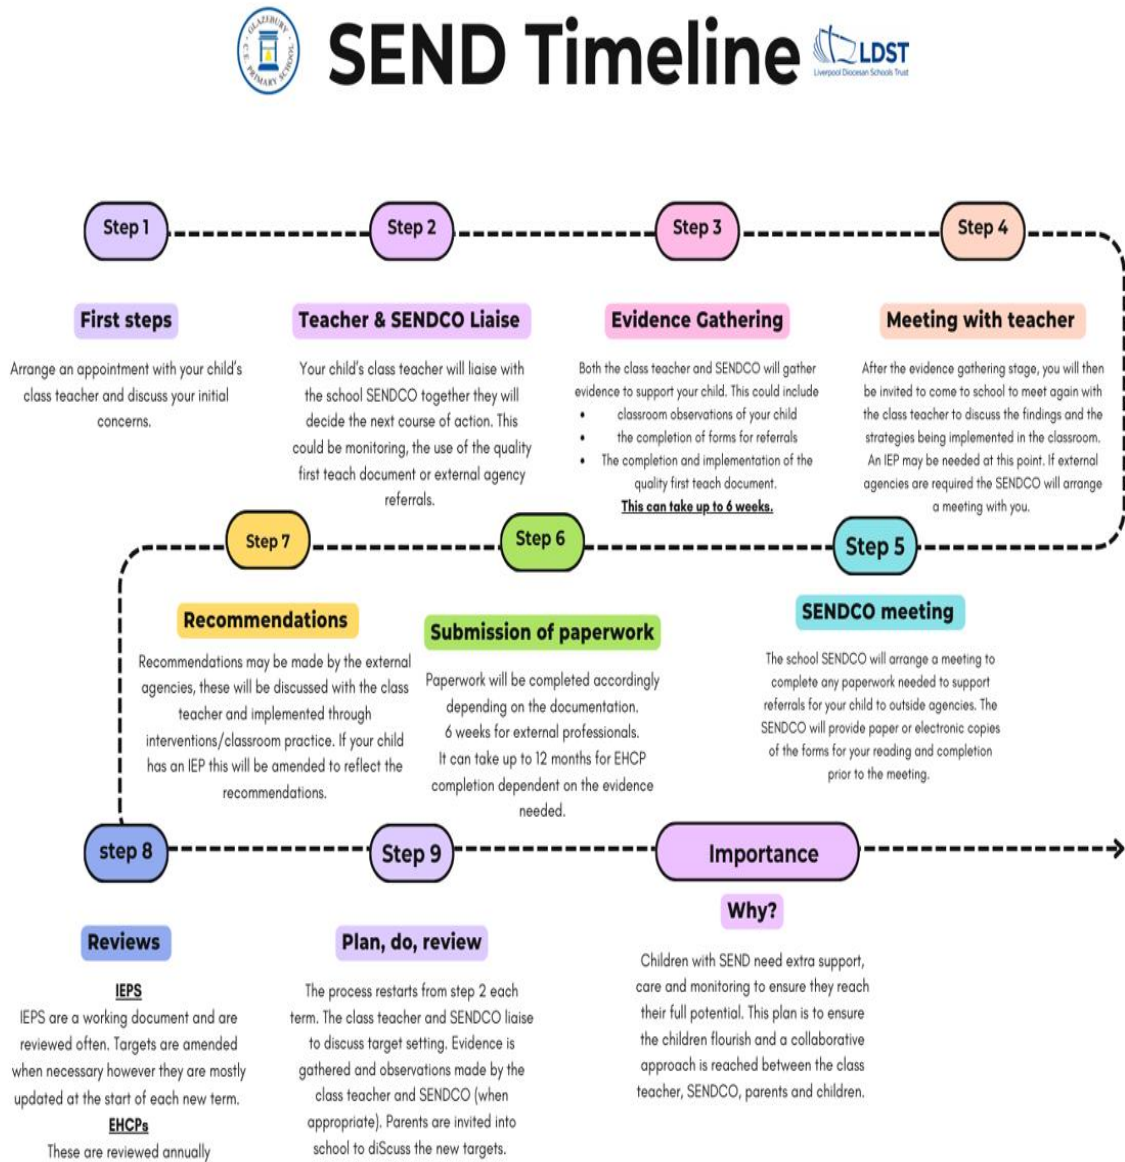 GLAZEBURY C.E. PRIMARY SCHOOL
SEND Timeline
LDST
Liverpool Diocesan Schools Trust
Step 1
First steps
Arrange an appointment with your child's
class teacher and discuss your initial
concerns.
Step 2
Teacher & SENDCO Liaise
Your child's class teacher will liaise with
the school SENDCO together they will
decide the next course of action. This
could be monitoring, the use of the quality
first teach document or external agency
referrals.
Step 3
Evidence Gathering
Both the class teacher and SENDCO will gather
evidence to support your child. This could include
• classroom observations of your child
• the completion of forms for referrals
• The completion and implementation of the
quality first teach document.
This can take up to 6 weeks.
Step 4
Meeting with teacher
After the evidence gathering stage, you will then
be invited to come to school to meet again with
the class teacher to discuss the findings and the
strategies being implemented in the classroom.
An IEP may be needed at this point. If external
agencies are required the SENDCO will arrange
a meeting with you.
Step 5
SENDCO meeting
The school SENDCO will arrange a meeting to
complete any paperwork needed to support
referrals for your child to outside agencies. The
SENDCO will provide paper or electronic copies
of the forms for your reading and completion
prior to the meeting.
Step 6
Submission of paperwork
Paperwork will be completed accordingly
depending on the documentation.
6 weeks for external professionals.
It can take up to 12 months for EHCP
completion dependent on the evidence
needed.
Step 7
Recommendations
Recommendations may be made by the external
agencies, these will be discussed with the class
teacher and implemented through
interventions/classroom practice. If your child
has an IEP this will be amended to reflect the
recommendations.
step 8
Reviews
IEPS
IEPS are a working document and are
reviewed often. Targets are amended
when necessary however they are mostly
updated at the start of each new term.
EHCPs
These are reviewed annually
Step 9
Plan, do, review
The process restarts from step 2 each
term. The class teacher and SENDCO liaise
to discuss target setting. Evidence is
gathered and observations made by the
class teacher and SENDCO (when
appropriate). Parents are invited into
school to diScuss the new targets.
Importance
Why?
Children with SEND need extra support,
care and monitoring to ensure they reach
their full potential. This plan is to ensure
the children flourish and a collaborative
approach is reached between the class
teacher, SENDCO, parents and children.